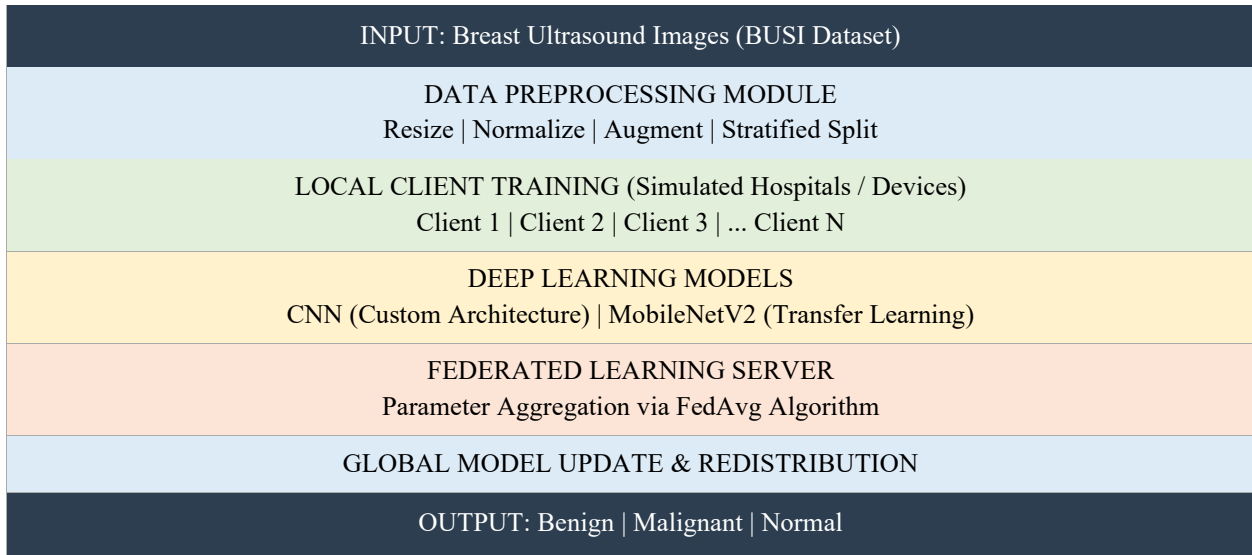 INPUT: Breast Ultrasound Images (BUSI Dataset)
DATA PREPROCESSING MODULE
Resize | Normalize | Augment | Stratified Split
LOCAL CLIENT TRAINING (Simulated Hospitals / Devices)
Client 1 | Client 2 | Client 3 | ... Client N
DEEP LEARNING MODELS
CNN (Custom Architecture) | MobileNetV2 (Transfer Learning)
FEDERATED LEARNING SERVER
Parameter Aggregation via FedAvg Algorithm
GLOBAL MODEL UPDATE & REDISTRIBUTION
OUTPUT: Benign | Malignant | Normal